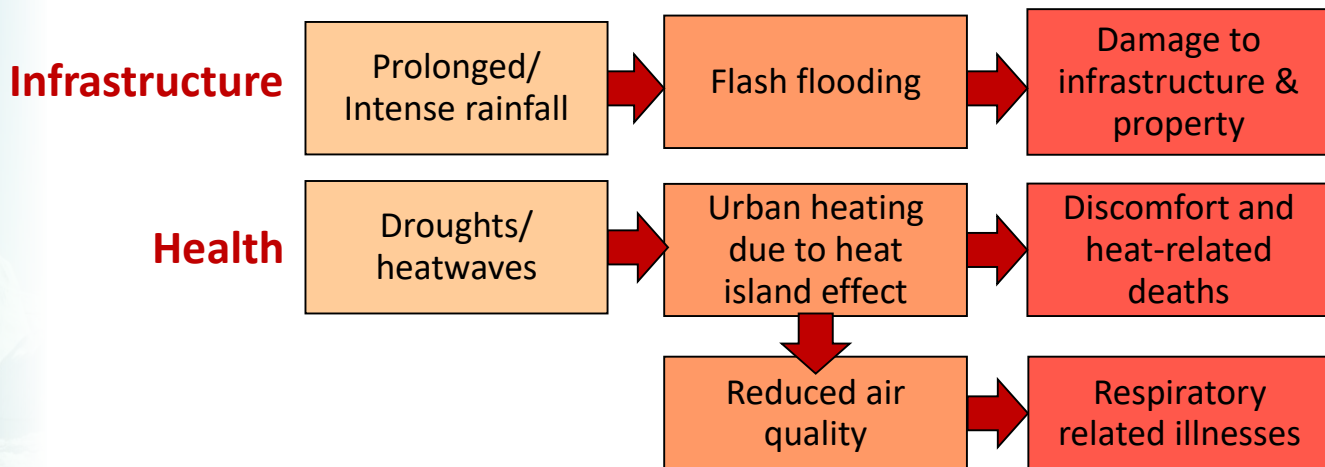 Infrastructure
Prolonged/
Intense rainfall
Flash flooding
Damage to
infrastructure &
property
Health
Droughts/
heatwaves
Urban heating
due to heat
island effect
Discomfort and
heat-related
deaths
Reduced air
quality
Respiratory
related illnesses